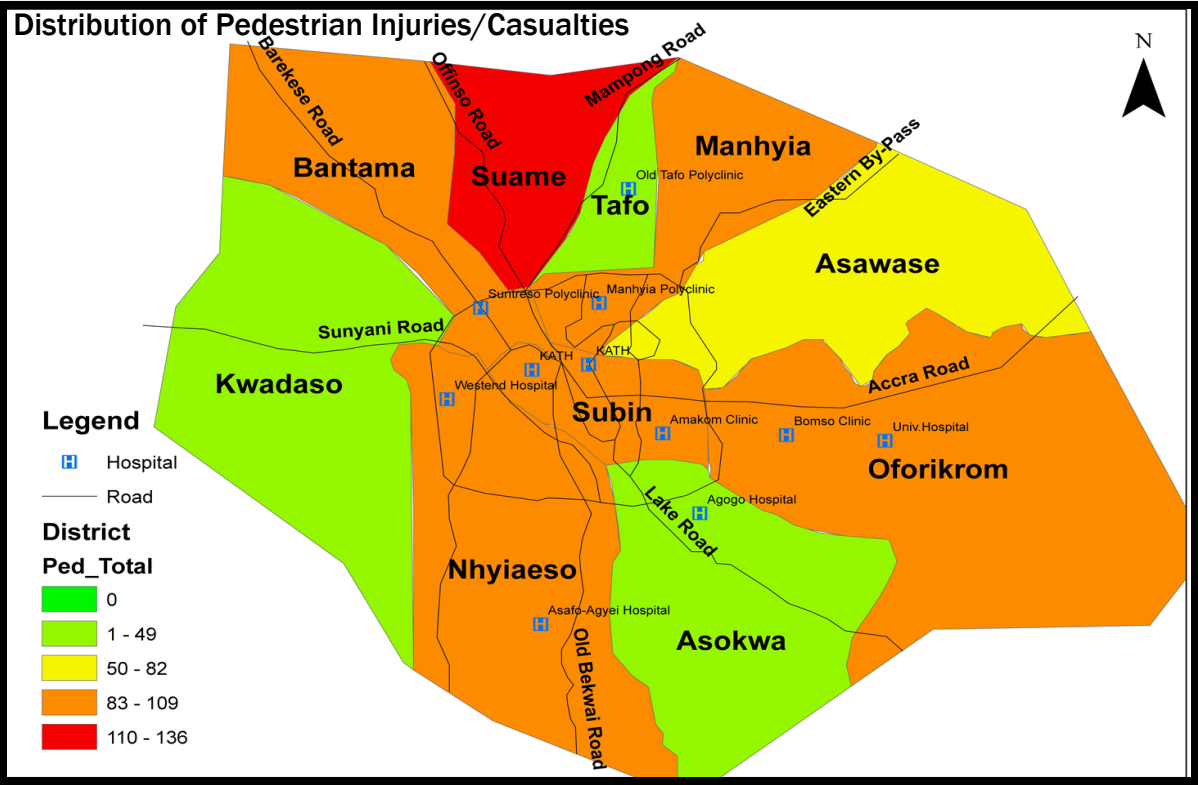 Distribution of Pedestrian Injuries/Casualties
N
Barekese Road
Offinso Road
Mampong Road
Manhyia
Eastern By-Pass
Bantama
Suame
Old Tafo Polyclinic
Tafo
Asawase
Suntreso Polyclinic
Manhyia Polyclinic
Sunyani Road
KATH
KATH
Kwadaso
Westend Hospital
Accra Road
Subin
Amakom Clinic
Bomso Clinic
Univ.Hospital
Oforikrom
Lake Road
Agogo Hospital
Nhyiaeso
Asafo-Agyei Hospital
Asokwa
Old Bekwai Road
Legend
H Hospital
Road
District
Ped_Total
0
1 - 49
50 - 82
83 - 109
110 - 136